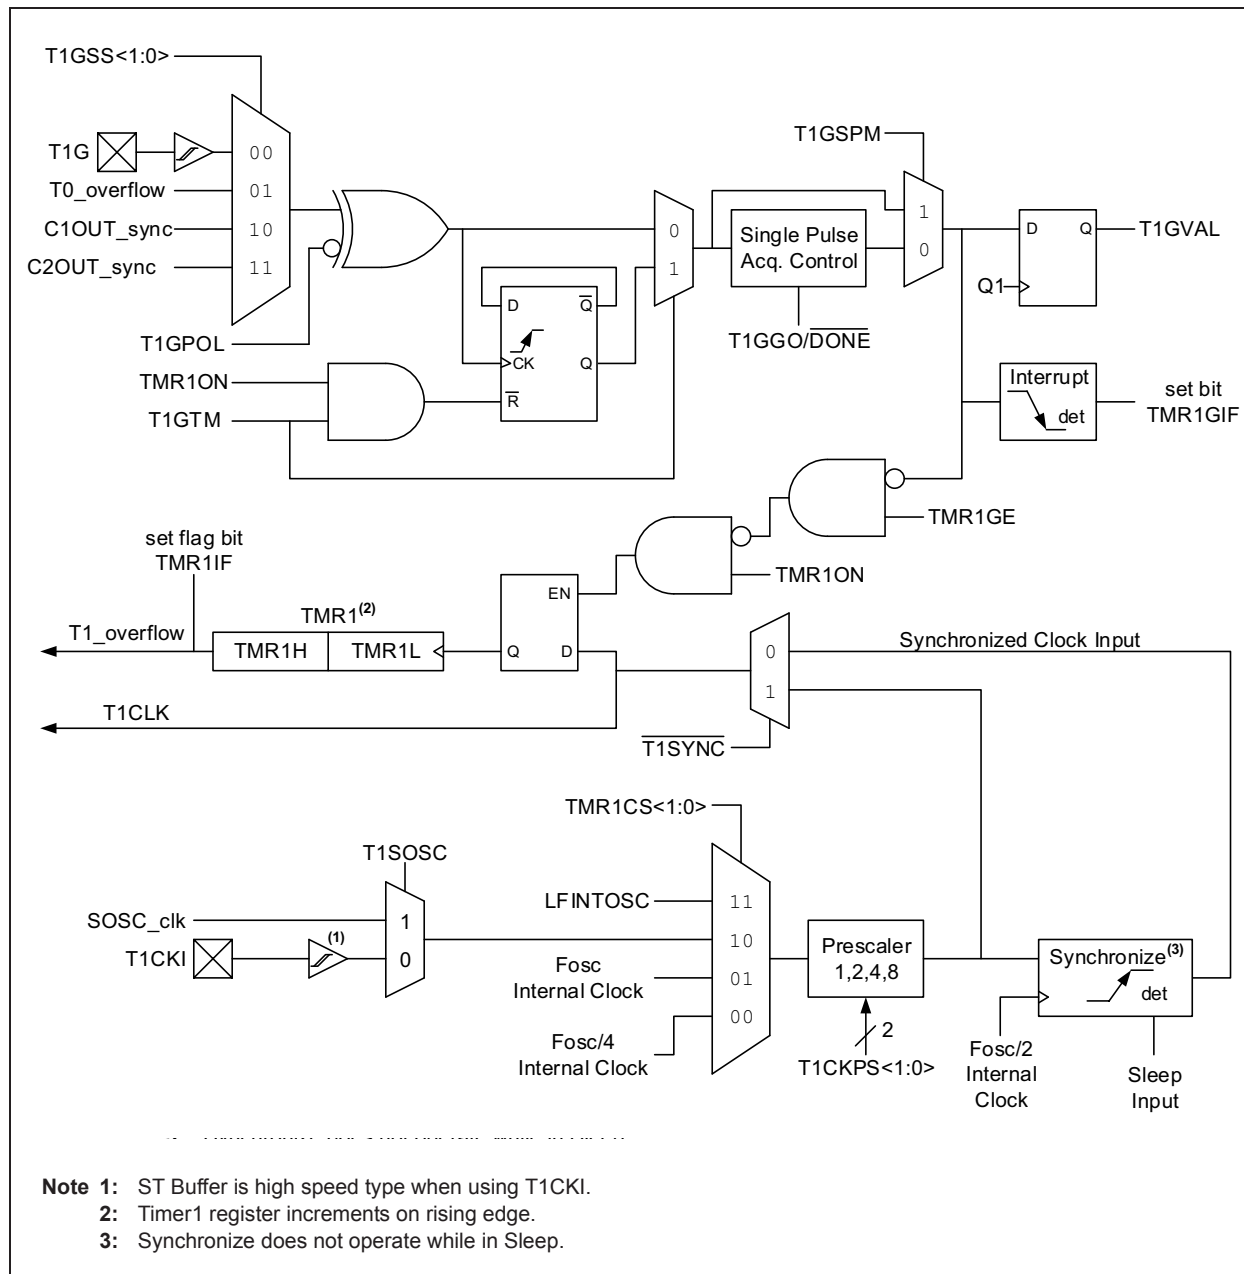 T1GSS<1:0>
T1G
00
T0_overflow
01
C1OUT_sync
10
C2OUT_sync
11
T1GPOL
TMR1ON
T1GTM
D
Q
CK
Q
R
0
1
T1GSPM
Single Pulse
Acq. Control
1
0
T1GGO/DONE
D
Q
Q1
T1GVAL
Interrupt
det
set bit
TMR1GIF
TMR1GE
TMR1ON
set flag bit
TMR1IF
TMR1(2)
T1_overflow
TMR1H
TMR1L
EN
Q
D
T1CLK
0
1
Synchronized Clock Input
T1SYNC
TMR1CS<1:0>
T1SOSC
SOSC_clk
1
T1CKI
(1)
0
LFINTOSC
11
10
Fosc
Internal Clock
01
00
Fosc/4
Internal Clock
Prescaler
1,2,4,8
2
T1CKPS<1:0>
Synchronize(3)
det
Fosc/2
Internal
Clock
Sleep
Input
Note 1: ST Buffer is high speed type when using T1CKI.
2: Timer1 register increments on rising edge.
3: Synchronize does not operate while in Sleep.